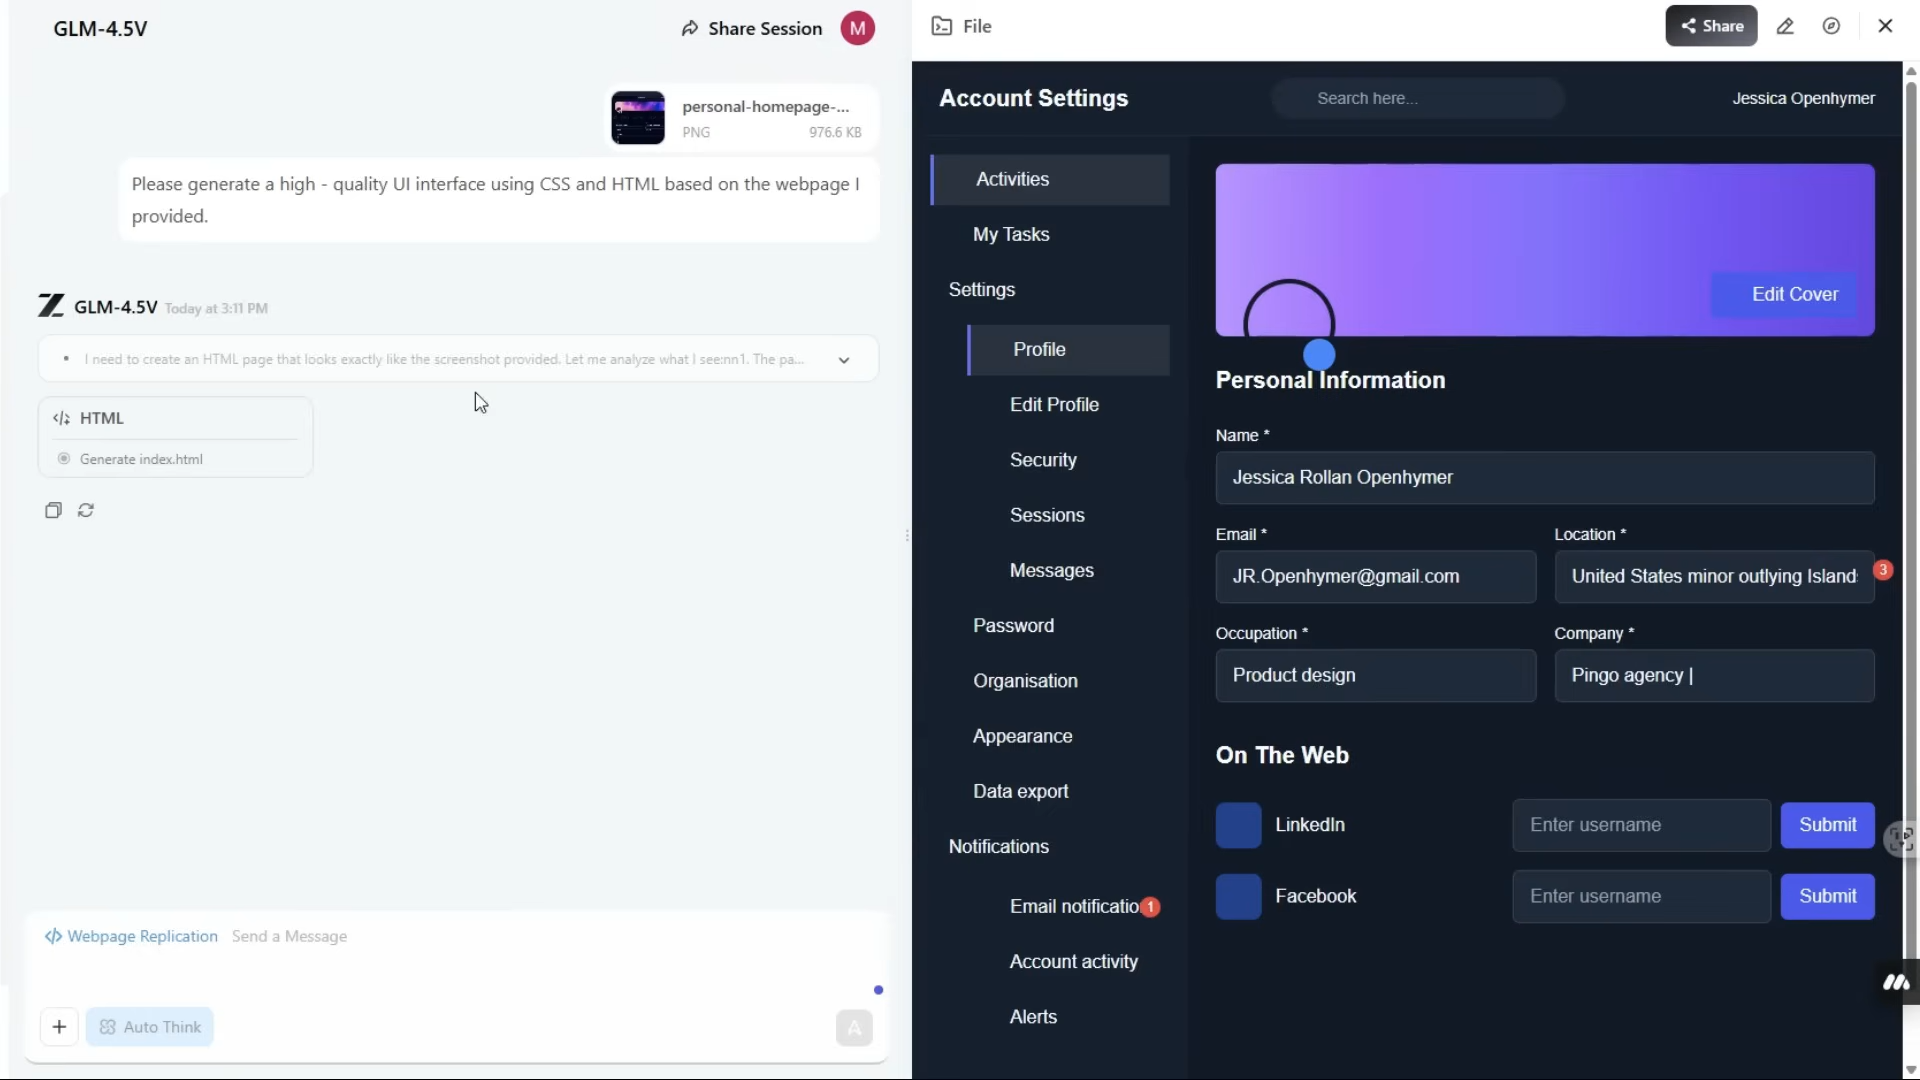 GLM-4.5V
Share Session
M
personal-homepage-...
PNG
976.6 KB
Please generate a high - quality UI interface using CSS and HTML based on the webpage I
provided.
GLM-4.5V Today at 3:11 PM
I need to create an HTML page that looks exactly like the screenshot provided. Let me analyze what I see:nn1. The pa...
HTML
Generate index.html
Webpage Replication
Send a Message
Auto Think
File
Share
Account Settings
Search here...
Jessica Openhymer
Activities
My Tasks
Settings
Profile
Edit Profile
Security
Sessions
Messages
Password
Organisation
Appearance
Data export
Notifications
Email notificatio
1
Account activity
Alerts
Edit Cover
Personal Information
Name *
Jessica Rollan Openhymer
Email *
Location *
JR.Openhymer@gmail.com
United States minor outlying Island
3
Occupation *
Company *
Product design
Pingo agency |
On The Web
LinkedIn
Enter username
Submit
Facebook
Enter username
Submit